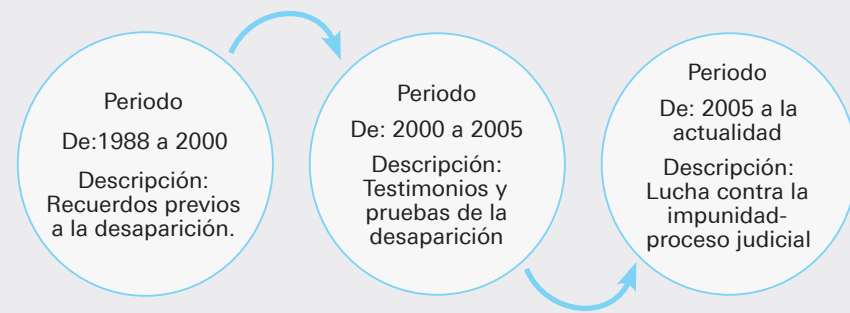 Periodo
De:1988 a 2000
Descripción:
Recuerdos previos
a la desaparición.
Periodo
De: 2000 a 2005
Descripción:
Testimonios y
pruebas de la
desaparición
Periodo
De: 2005 a la
actualidad
Descripción:
Lucha contra la
impunidad-
proceso judicial